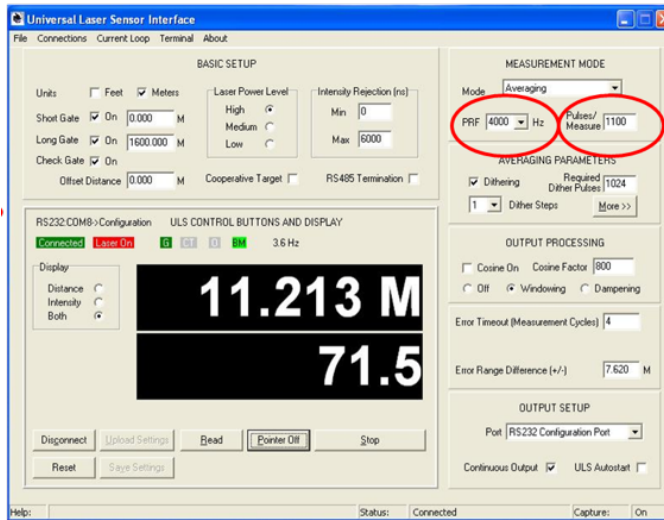 Universal Laser Sensor Interface
File Connections Current Loop Terminal About
BASIC SETUP
Units Feet Meters
Short Gate On 0.000 M
Long Gate On 1600.000 M
Check Gate On
Offset Distance 0.000 M
Laser Power Level
High
Medium
Low
Intensity Rejection (ns)
Min 0
Max 6000
Cooperative Target
RS485 Termination
MEASUREMENT MODE
Mode Averaging
PRF 4000 Hz
Pulses/
Measure 1100
AVERAGING PARAMETERS
Dithering
Required
Dither Pulses 1024
1 Dither Steps More >>
RS232:COM8->Configuration ULS CONTROL BUTTONS AND DISPLAY
Connected Laser On G CT D BM 3.6 Hz
Display
Distance
Intensity
Both
11.213 M
71.5
Disconnect Upload Settings Read Pointer Off Stop
Reset Save Settings
OUTPUT PROCESSING
Cosine On Cosine Factor 800
Off Windowing Dampening
Error Timeout (Measurement Cycles) 4
Error Range Difference (+/-) 7.620 M
OUTPUT SETUP
Port RS232 Configuration Port
Continuous Output ULS Autostart
Help: Status: Connected Capture: On